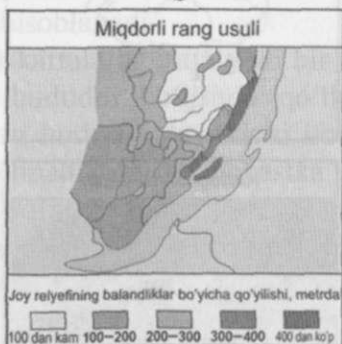 Miqdorli rang usuli
Joy relyefining balandliklar bo'yicha qo'yilishi, metrda
100 dan kam 100–200 200–300 300–400 400 dan ko'p